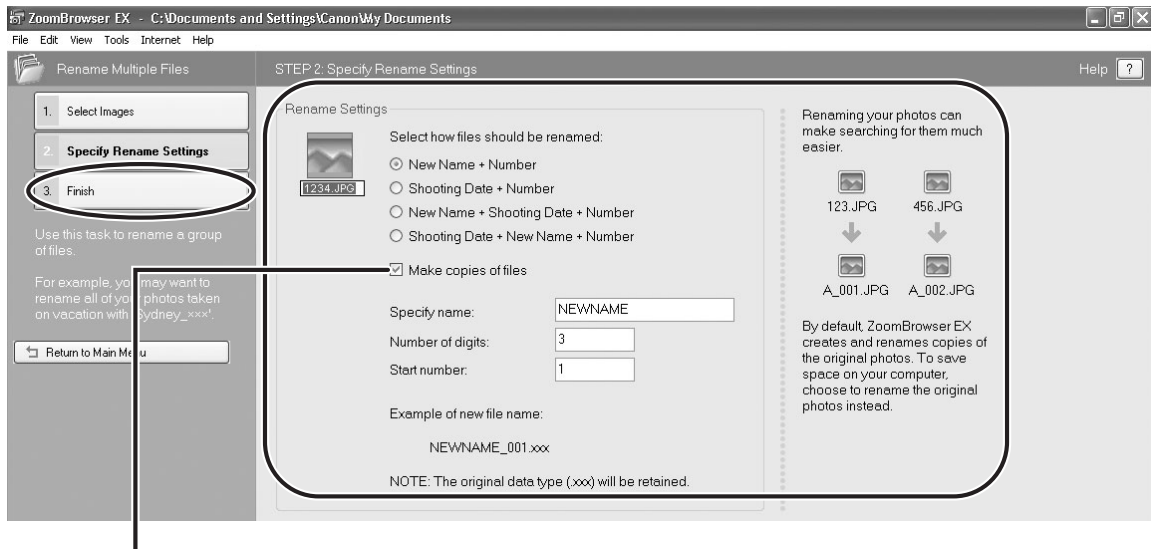 ZoomBrowser EX - C:\Documents and Settings\Canon\My Documents
File Edit View Tools Internet Help
Rename Multiple Files
STEP 2: Specify Rename Settings
Help ?
1. Select Images
2. Specify Rename Settings
3. Finish
Use this task to rename a group
of files.
For example, you may want to
rename all of your photos taken
on vacation with 'Sydney_×××'.
Return to Main Menu
Rename Settings
1234.JPG
Select how files should be renamed:
New Name + Number
Shooting Date + Number
New Name + Shooting Date + Number
Shooting Date + New Name + Number
Make copies of files
Specify name: NEWNAME
Number of digits: 3
Start number: 1
Example of new file name:
NEWNAME_001.xxx
NOTE: The original data type (.xxx) will be retained.
Renaming your photos can
make searching for them much
easier.
123.JPG 456.JPG
A_001.JPG A_002.JPG
By default, ZoomBrowser EX
creates and renames copies of
the original photos. To save
space on your computer,
choose to rename the original
photos instead.